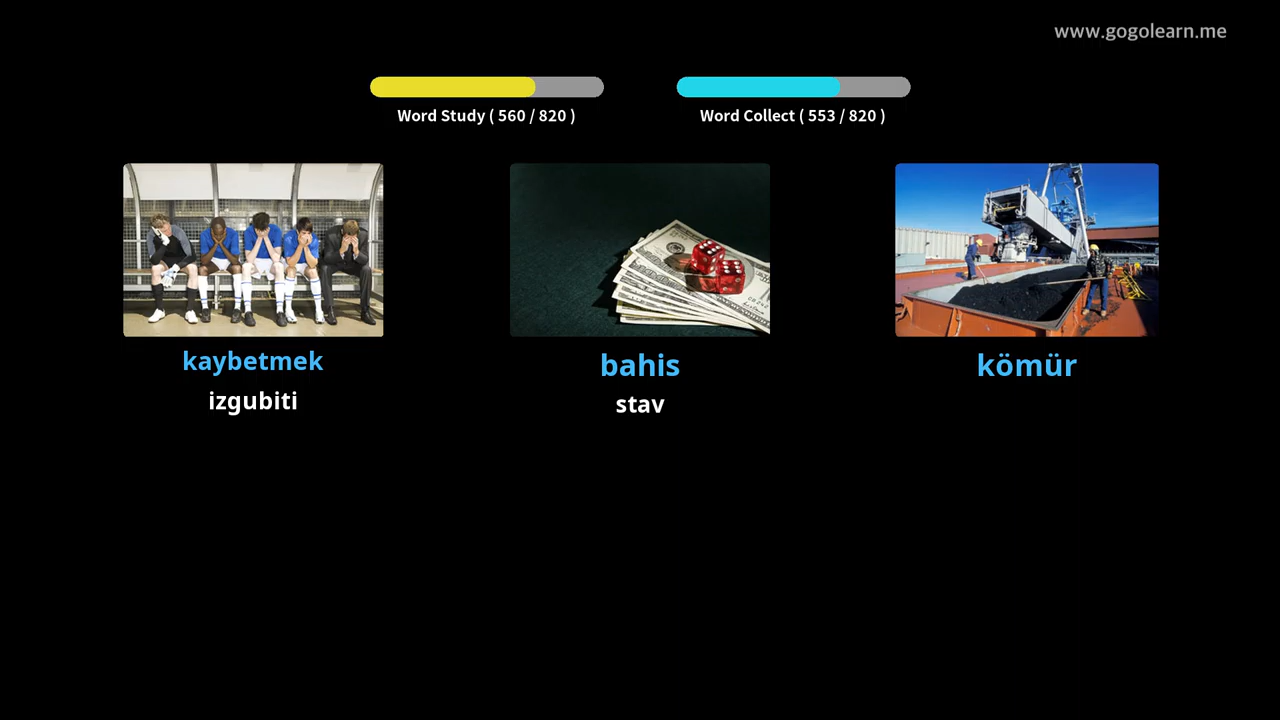 www.gogolearn.me
Word Study ( 560 / 820 )
Word Collect ( 553 / 820 )
kaybetmek
izgubiti
bahis
stav
kömür